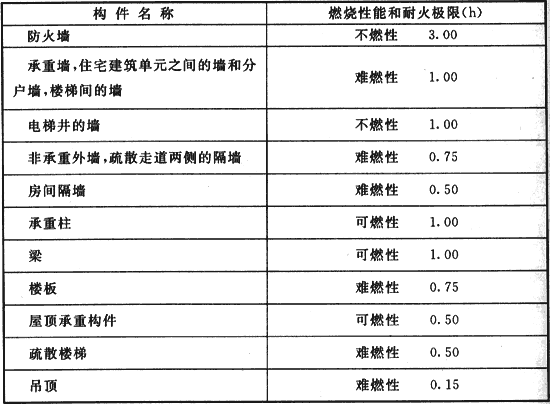 构件名称 燃烧性能和耐火极限(h)
防火墙 不燃性 3.00
承重墙,住宅建筑单元之间的墙和分
户墙,楼梯间的墙 难燃性 1.00
电梯井的墙 不燃性 1.00
非承重外墙,疏散走道两侧的隔墙 难燃性 0.75
房间隔墙 难燃性 0.50
承重柱 可燃性 1.00
梁 可燃性 1.00
楼板 难燃性 0.75
屋顶承重构件 可燃性 0.50
疏散楼梯 难燃性 0.50
吊顶 难燃性 0.15